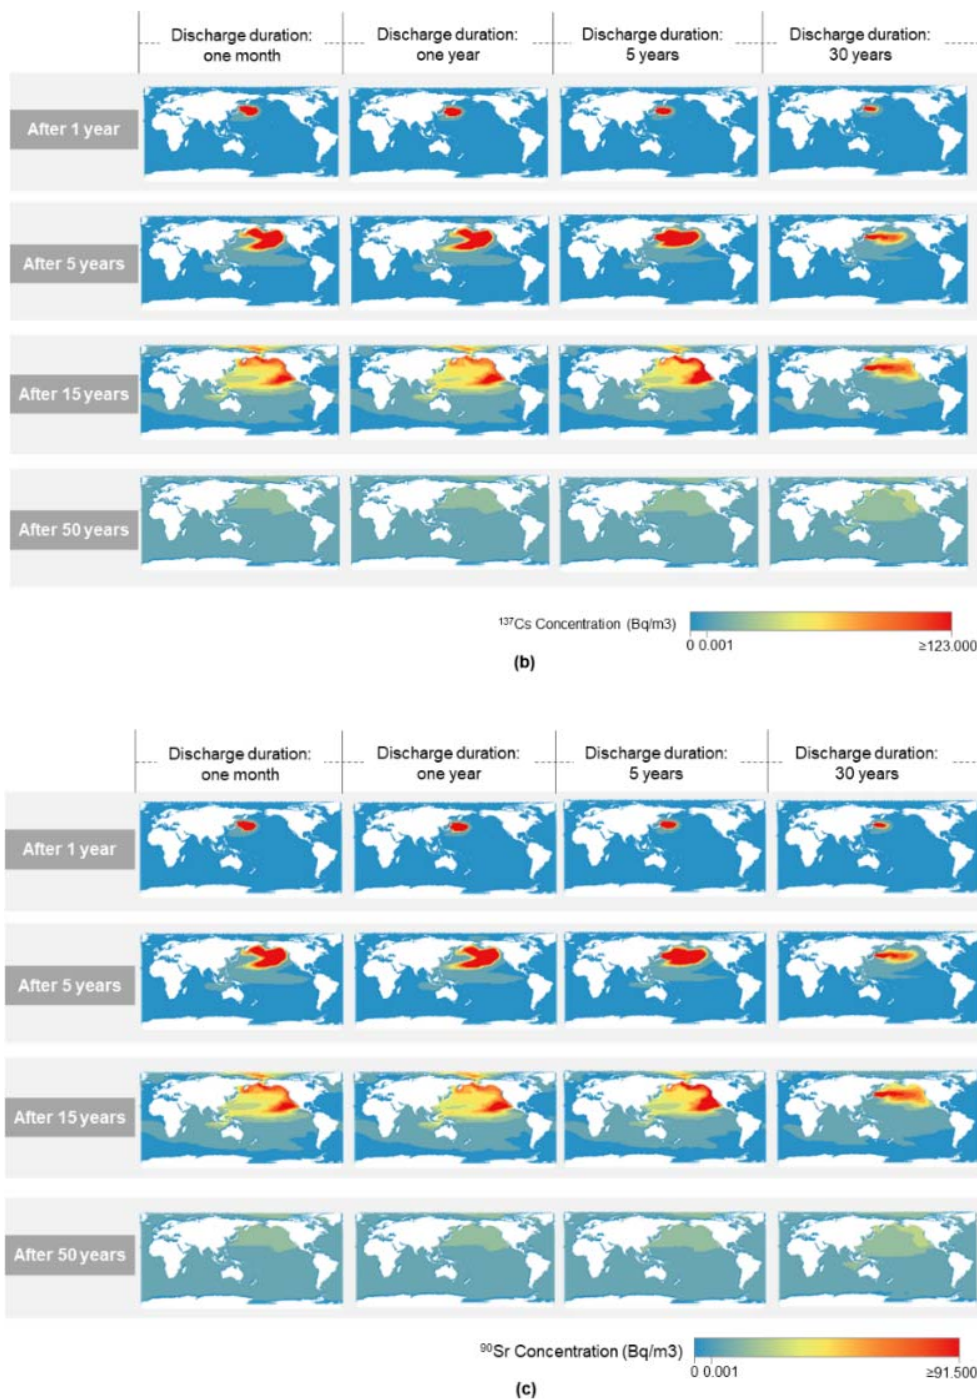 Discharge duration: one month
Discharge duration: one year
Discharge duration: 5 years
Discharge duration: 30 years
After 1 year
After 5 years
After 15 years
After 50 years
¹³⁷Cs Concentration (Bq/m3)
0 0.001 ≥123.000
(b)
Discharge duration: one month
Discharge duration: one year
Discharge duration: 5 years
Discharge duration: 30 years
After 1 year
After 5 years
After 15 years
After 50 years
⁹⁰Sr Concentration (Bq/m3)
0 0.001 ≥91.500
(c)